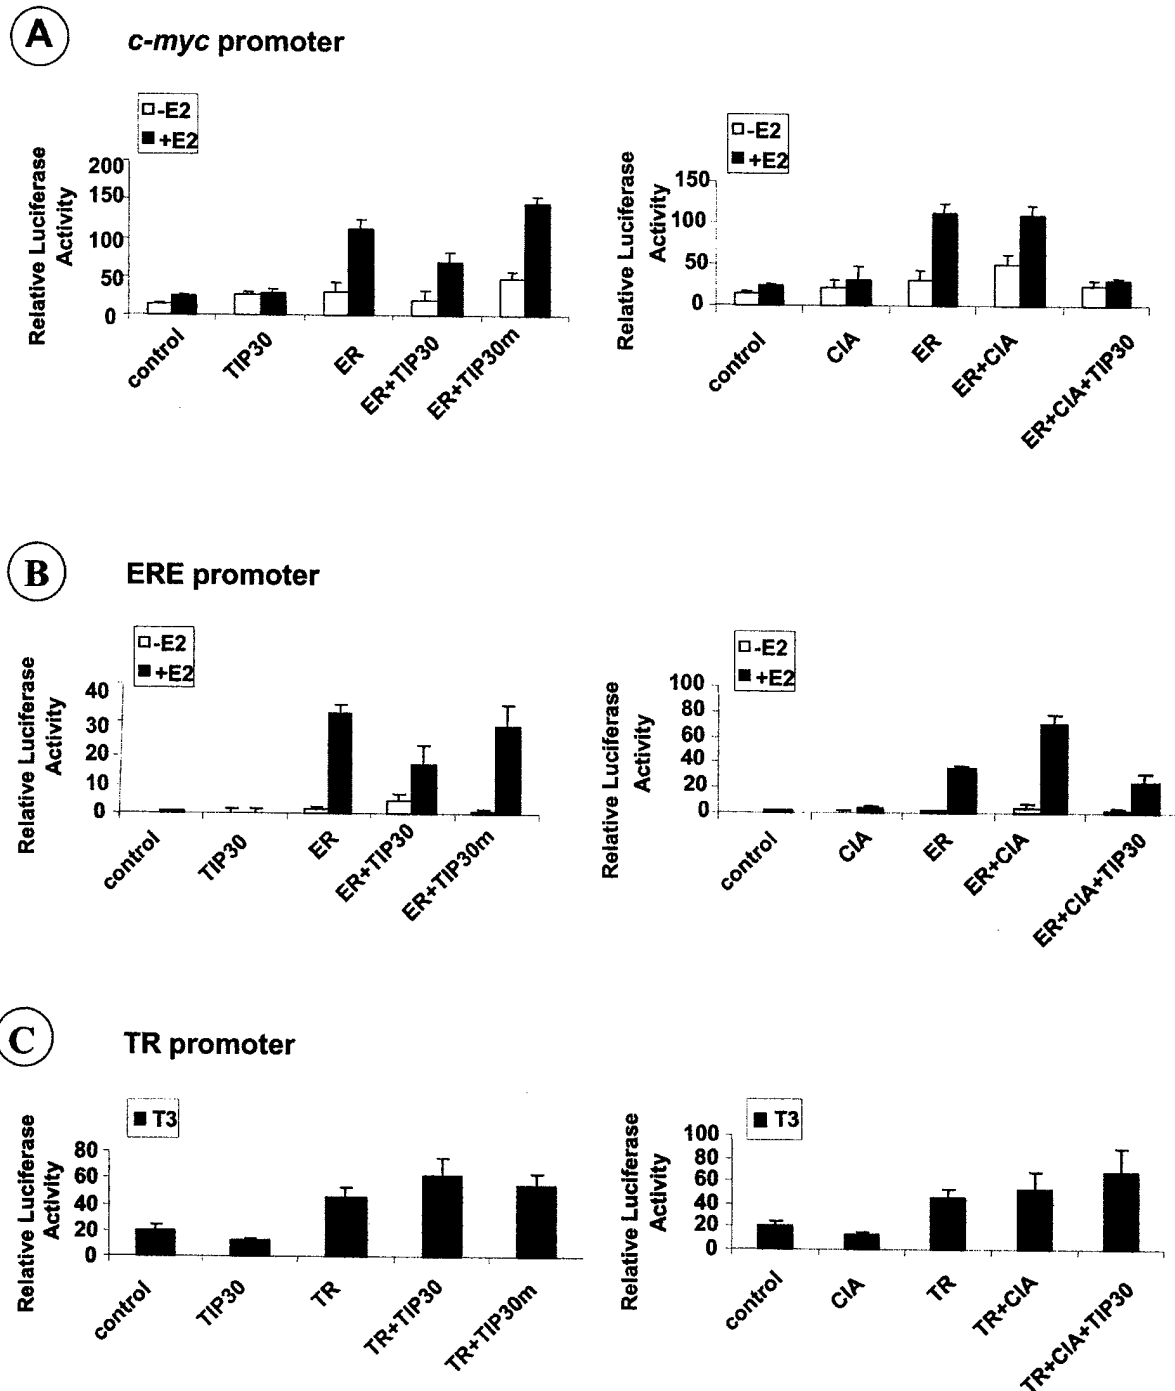 A
c-myc promoter
-E2
+E2
Relative Luciferase
Activity
200
150
100
50
0
control
TIP30
ER
ER+TIP30
ER+TIP30m
-E2
+E2
Relative Luciferase
Activity
150
100
50
0
control
CIA
ER
ER+CIA
ER+CIA+TIP30
B
ERE promoter
-E2
+E2
Relative Luciferase
Activity
40
30
20
10
0
control
TIP30
ER
ER+TIP30
ER+TIP30m
-E2
+E2
Relative Luciferase
Activity
100
80
60
40
20
0
control
CIA
ER
ER+CIA
ER+CIA+TIP30
C
TR promoter
T3
Relative Luciferase
Activity
80
60
40
20
0
control
TIP30
TR
TR+TIP30
TR+TIP30m
T3
Relative Luciferase
Activity
100
80
60
40
20
0
control
CIA
TR
TR+CIA
TR+CIA+TIP30